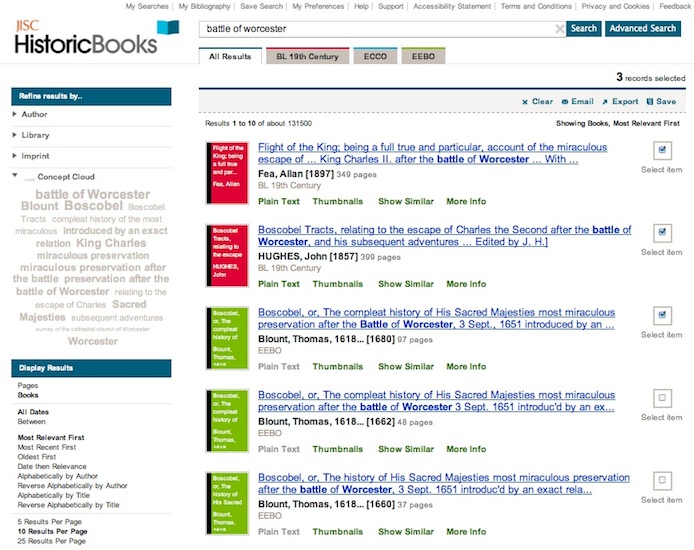 My Searches | My Bibliography | Save Search | My Preferences | Help | Support | Accessibility Statement | Terms and Conditions | Privacy and Cookies | Feedback
JISC
HistoricBooks
battle of worcester
Search
Advanced Search
All Results
BL 19th Century
ECCO
EEBO
3 records selected
Clear Email Export Save
Results 1 to 10 of about 131500
Showing Books, Most Relevant First
Refine results by..
Author
Library
Imprint
Concept Cloud
battle of Worcester
Blount Boscobel Boscobel
Tracts compleat history of the most
miraculous Introduced by an exact
relation King Charles
miraculous preservation
miraculous preservation after
the battle preservation after the
battle of Worcester relating to the
escape of Charles Sacred
Majesties subsequent adventures
survey of the cathedral church of Worcester
Worcester
Display Results
Pages
Books
All Dates
Between
Most Relevant First
Most Recent First
Oldest First
Date then Relevance
Alphabetically by Author
Reverse Alphabetically by Author
Alphabetically by Title
Reverse Alphabetically by Title
5 Results Per Page
10 Results Per Page
25 Results Per Page
Flight of the
King; being
a full true
and par...
Fea, Allan
Flight of the King; being a full true and particular, account of the miraculous
escape of ... King Charles II. after the battle of Worcester ... With ...
Fea, Allan [1897] 349 pages
BL 19th Century
Plain Text Thumbnails Show Similar More Info
Select item
Boscobel
Tracts,
relating to
the escape
HUGHES,
John
Boscobel Tracts, relating to the escape of Charles the Second after the battle of
Worcester, and his subsequent adventures ... Edited by J. H.]
HUGHES, John [1857] 399 pages
BL 19th Century
Plain Text Thumbnails Show Similar More Info
Select item
Boscobel,
or, The
compleat
history of
Blount,
Thomas,
1618...
Boscobel, or, The compleat history of His Sacred Majesties most miraculous
preservation after the Battle of Worcester, 3 Sept., 1651 introduced by an ...
Blount, Thomas, 1618... [1680] 97 pages
EEBO
Plain Text Thumbnails Show Similar More Info
Select item
Boscobel,
or, The
compleat
history of
Blount,
Thomas,
1618...
Boscobel, or, The compleat history of His Sacred Majesties most miraculous
preservation after the battle of Worcester 3 Sept. 1651 introduc'd by an ex...
Blount, Thomas, 1618... [1662] 48 pages
EEBO
Plain Text Thumbnails Show Similar More Info
Select item
Boscobel,
or, The
history of
His Sacred
Blount,
Thomas,
1618...
Boscobel, or, The history of His Sacred Majesties most miraculous preservation
after the battle of Worcester, 3 Sept. 1651 introduc'd by an exact rela...
Blount, Thomas, 1618... [1660] 37 pages
EEBO
Plain Text Thumbnails Show Similar More Info
Select item